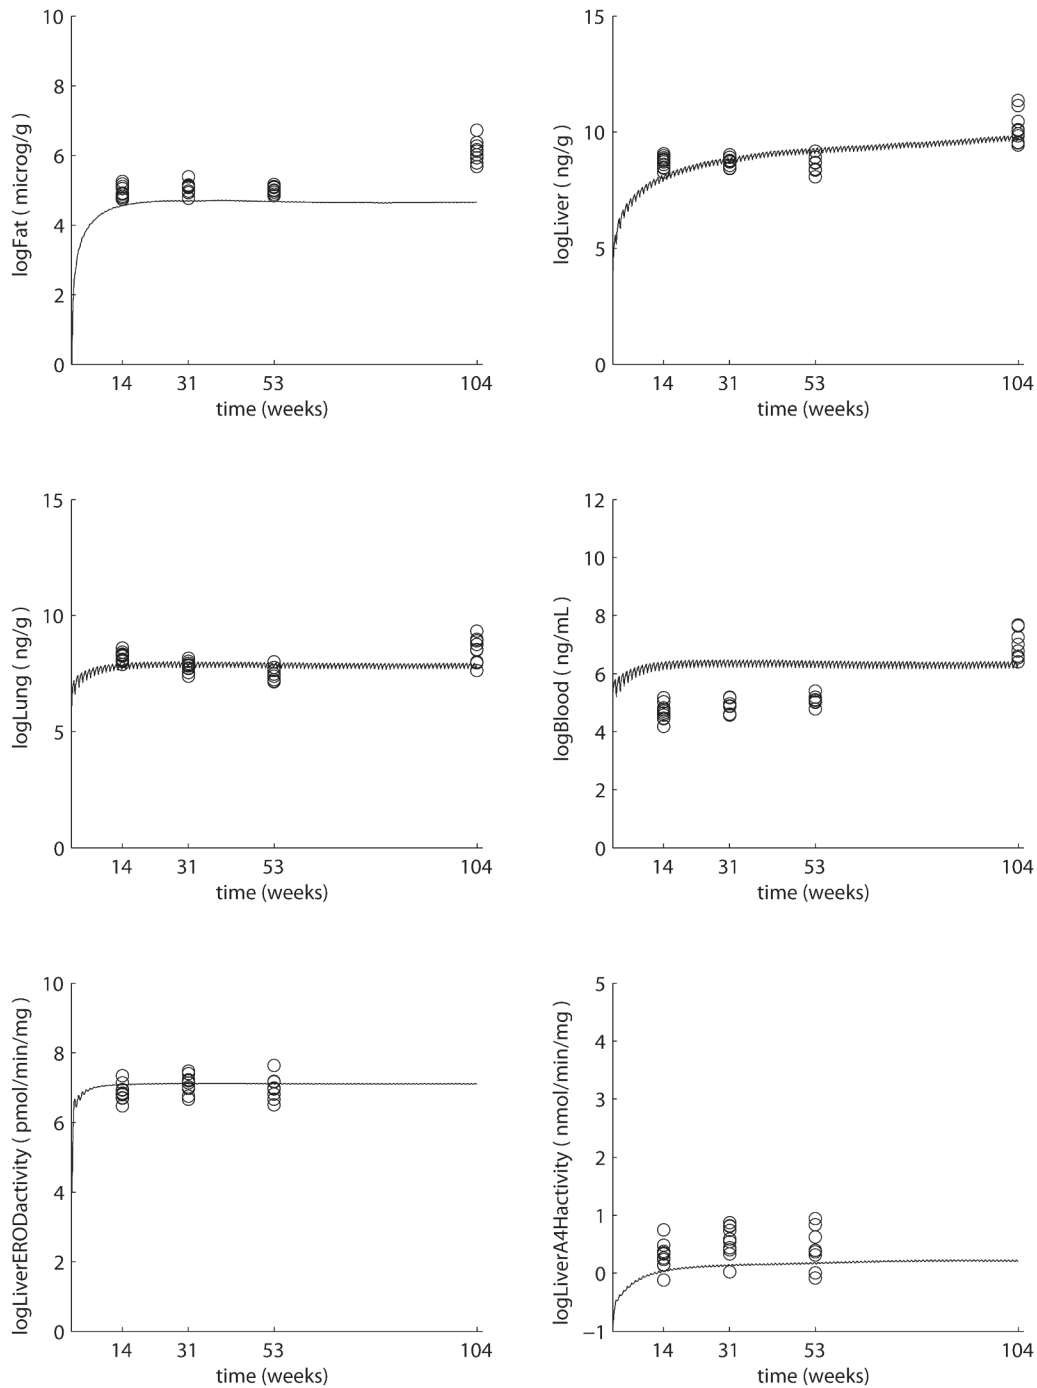 10
8
6
4
2
0
logFat ( microg/g )
14 31 53 104
time (weeks)
15
10
5
0
logLiver ( ng/g )
14 31 53 104
time (weeks)
15
10
5
0
logLung ( ng/g )
14 31 53 104
time (weeks)
12
10
8
6
4
2
0
logBlood ( ng/mL )
14 31 53 104
time (weeks)
10
8
6
4
2
0
logLiverERODactivity ( pmol/min/mg )
14 31 53 104
time (weeks)
5
4
3
2
1
0
−1
logLiverA4Hactivity ( nmol/min/mg )
14 31 53 104
time (weeks)